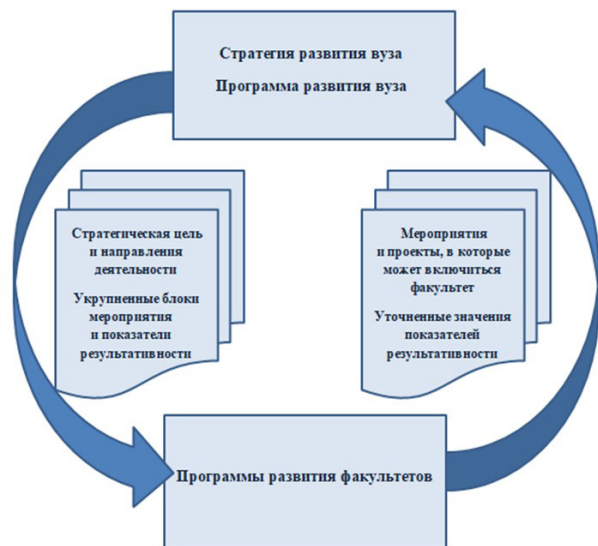 Стратегия развития вуза
Программа развития вуза
Стратегическая цель
и направления
деятельности
Укрупненные блоки
мероприятия
и показатели
результативности
Мероприятия
и проекты, в которые
может включиться
факультет
Уточненные значения
показателей
результативности
Программы развития факультетов